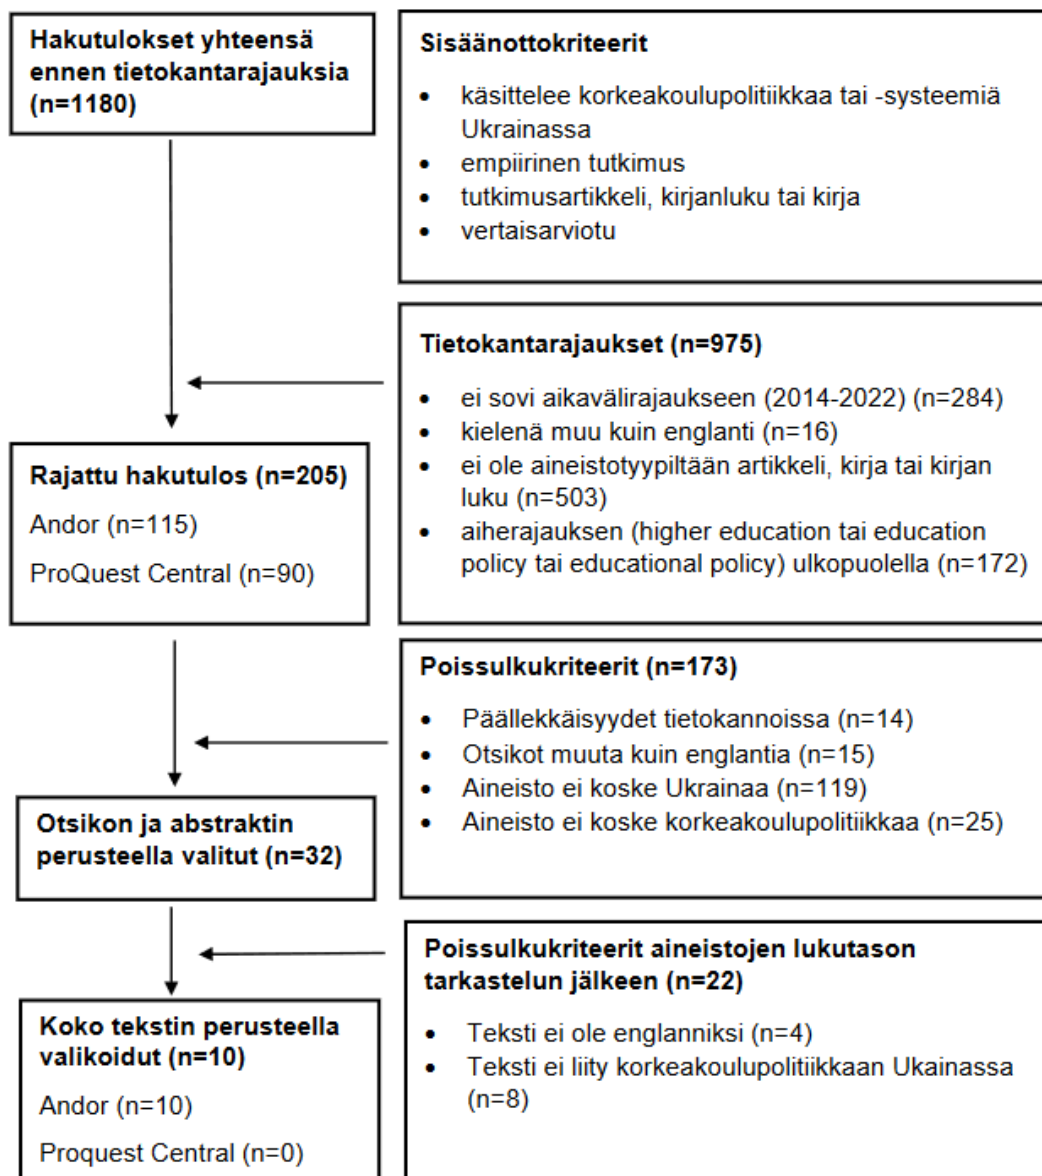 Hakutulokset yhteensä
ennen tietokantarajauksia
(n=1180)
Sisäänottokriteerit
• käsittelee korkeakoulupolitiikkaa tai -systeemiä
Ukrainassa
• empiirinen tutkimus
• tutkimusartikkeli, kirjanluku tai kirja
• vertaisarviotu
Tietokantarajaukset (n=975)
• ei sovi aikavälirajaukseen (2014-2022) (n=284)
• kielenä muu kuin englanti (n=16)
• ei ole aineistotyypiltään artikkeli, kirja tai kirjan
luku (n=503)
• aiherajauksen (higher education tai education
policy tai educational policy) ulkopuolella (n=172)
Rajattu hakutulos (n=205)
Andor (n=115)
ProQuest Central (n=90)
Poissulkukriteerit (n=173)
• Päällekkäisyydet tietokannoissa (n=14)
• Otsikot muuta kuin englantia (n=15)
• Aineisto ei koske Ukrainaa (n=119)
• Aineisto ei koske korkeakoulupolitiikkaa (n=25)
Otsikon ja abstraktin
perusteella valitut (n=32)
Poissulkukriteerit aineistojen lukutason
tarkastelun jälkeen (n=22)
• Teksti ei ole englanniksi (n=4)
• Teksti ei liity korkeakoulupolitiikkaan Ukainassa
(n=8)
Koko tekstin perusteella
valikoidut (n=10)
Andor (n=10)
Proquest Central (n=0)